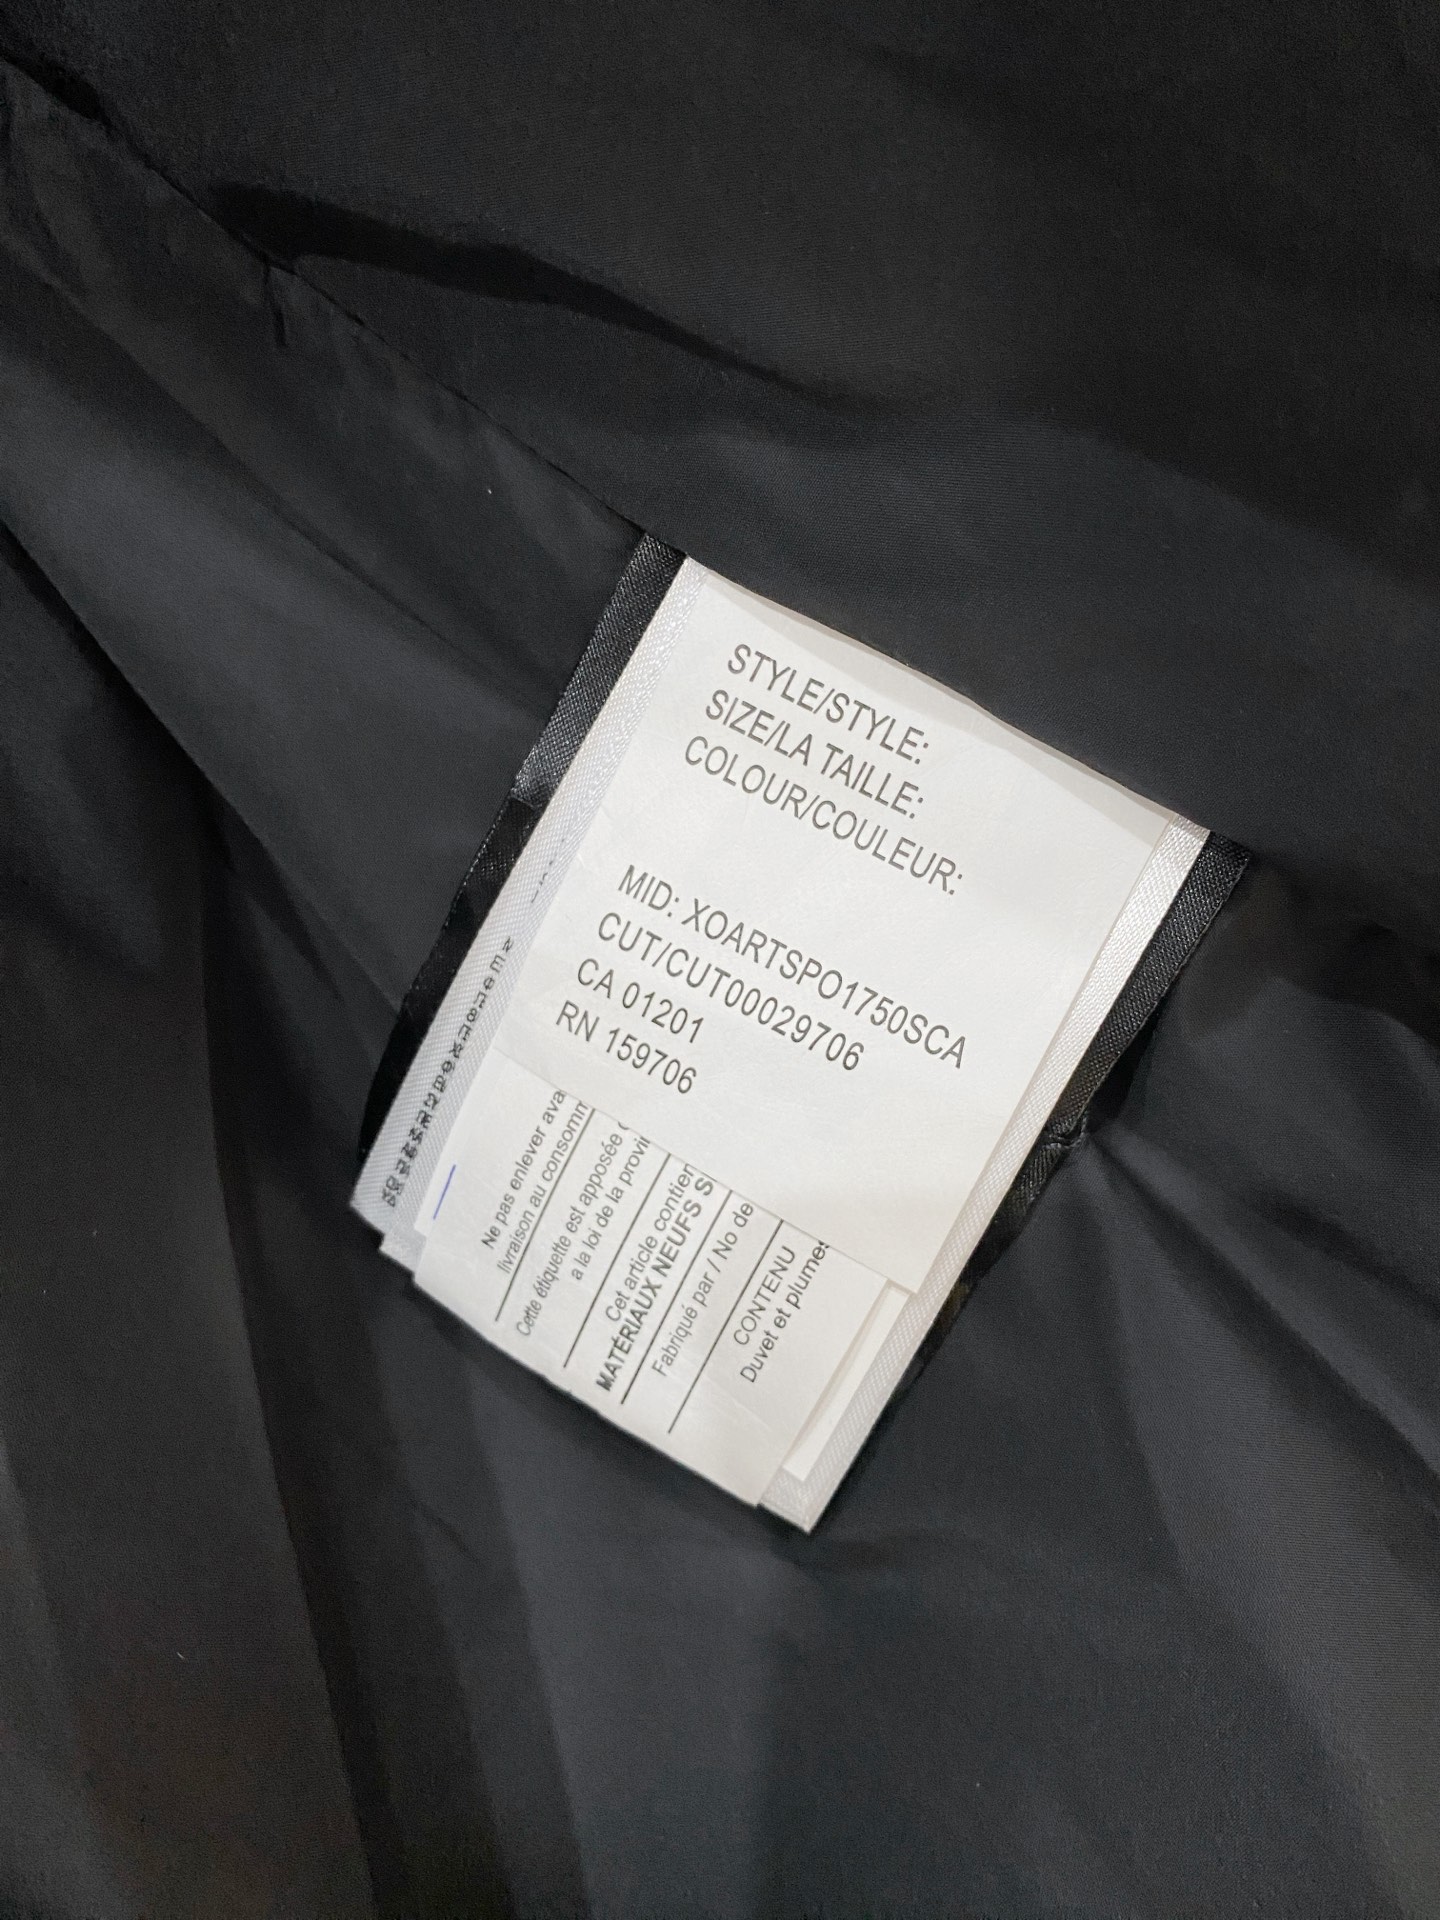 STYLE/STYLE:
SIZE/LA TAILLE:
COLOUR/COULEUR:
MID: XOARTSPO1750SCA
CUT/CUT00029706
CA 01201
RN 159706
Ne pas enlever ava
livraison au consomm
Cette étiquette est apposée
a la loi de la provi
Cet article contien
MATÉRIAUX NEUFS S
Fabriqué par / No de
CONTENU
Duvet et plumes